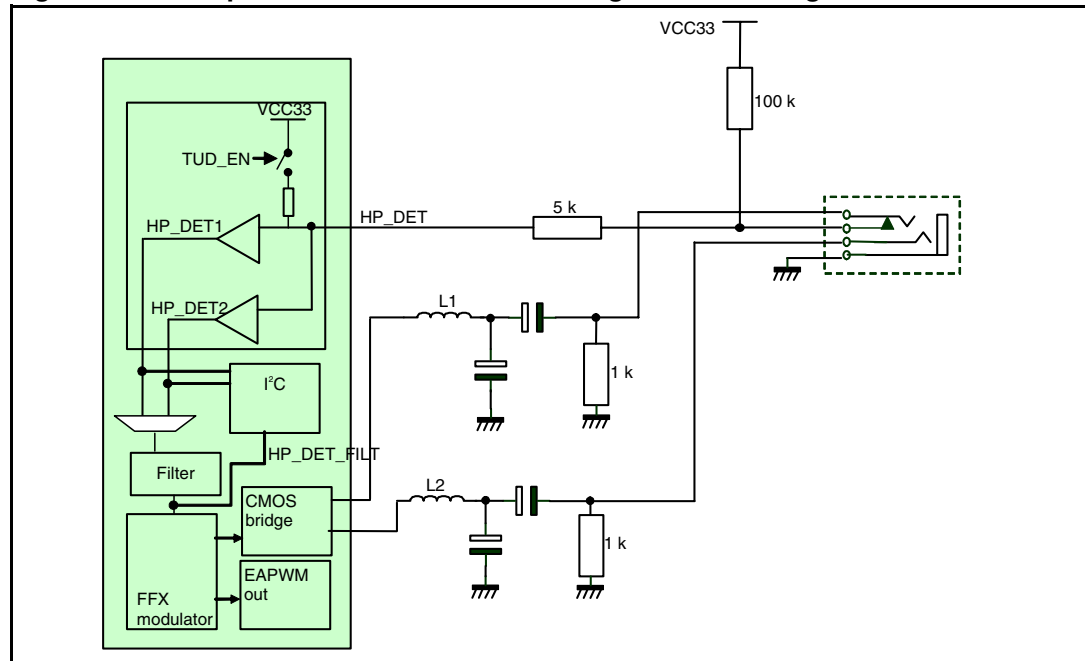 VCC33
100 k
VCC33
TUD_EN
HP_DET
5 k
HP_DET1
HP_DET2
L1
1 k
I²C
HP_DET_FILT
Filter
L2
CMOS
bridge
1 k
EAPWM
out
FFX
modulator